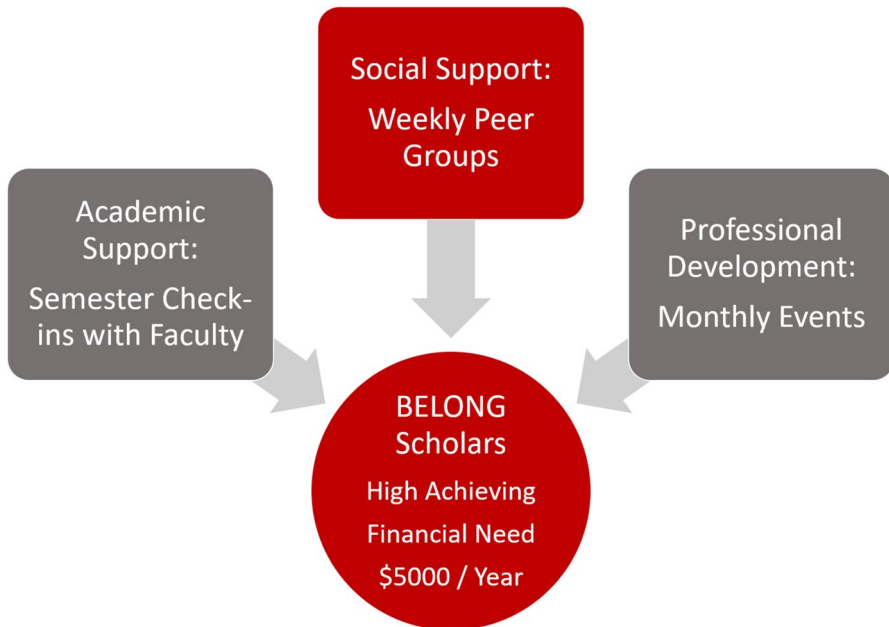 Social Support:
Weekly Peer
Groups
Academic
Support:
Semester Check-
ins with Faculty
Professional
Development:
Monthly Events
BELONG
Scholars
High Achieving
Financial Need
$5000 / Year